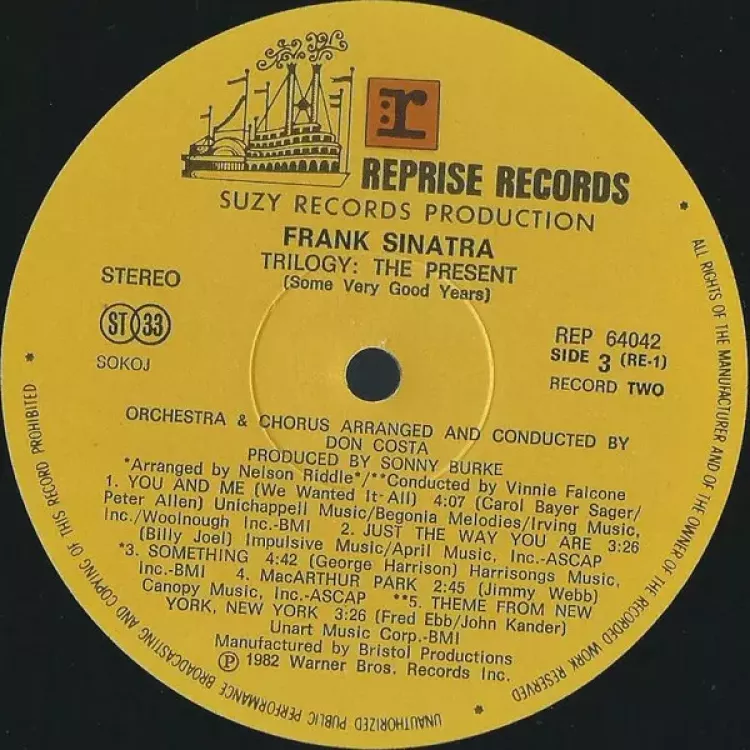 r
REPRISE RECORDS
SUZY RECORDS PRODUCTION
FRANK SINATRA
TRILOGY: THE PRESENT
(Some Very Good Years)
STEREO
ST 33
SOKOJ
REP 64042
SIDE 3 (RE-1)
RECORD TWO
ORCHESTRA & CHORUS ARRANGED AND CONDUCTED BY
DON COSTA
PRODUCED BY SONNY BURKE
*Arranged by Nelson Riddle*/**Conducted by Vinnie Falcone
1. YOU AND ME (We Wanted It-All) 4:07 (Carol Bayer Sager/
Peter Allen) Unichappell Music/Begonia Melodies/Irving Music,
Inc./Woolnough Inc.-BMI 2. JUST THE WAY YOU ARE 3:26
(Billy Joel) Impulsive Music/April Music, Inc.-ASCAP
*3. SOMETHING 4:42 (George Harrison) Harrisongs Music,
Inc.-BMI 4. MacARTHUR PARK 2:45 (Jimmy Webb)
Canopy Music, Inc.-ASCAP **5. THEME FROM NEW
YORK, NEW YORK 3:26 (Fred Ebb/John Kander)
Unart Music Corp.-BMI
Manufactured by Bristol Productions
℗ 1982 Warner Bros. Records Inc.
* ALL RIGHTS OF THE MANUFACTURER AND OF THE OWNER OF THE RECORDED WORK RESERVED * UNAUTHORIZED PUBLIC PERFORMANCE BROADCASTING AND COPYING OF THIS RECORD PROHIBITED *